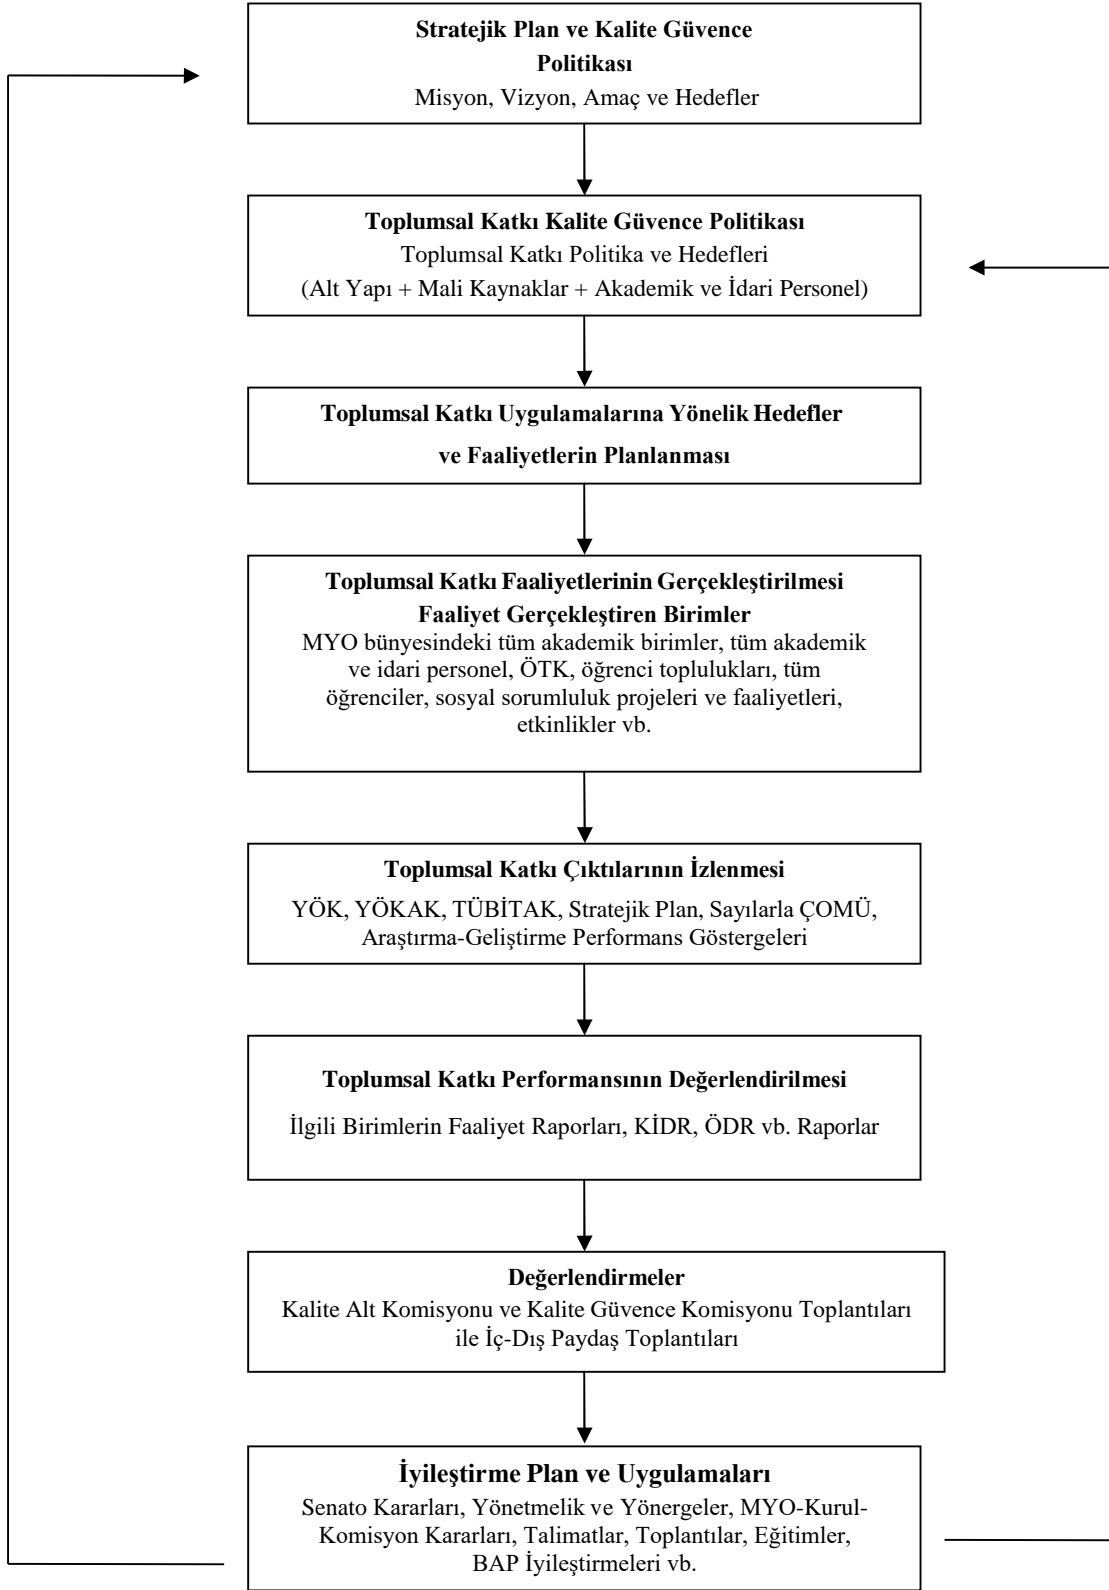 Stratejik Plan ve Kalite Güvence
Politikası
Misyon, Vizyon, Amaç ve Hedefler
Toplumsal Katkı Kalite Güvence Politikası
Toplumsal Katkı Politika ve Hedefleri
(Alt Yapı + Mali Kaynaklar + Akademik ve İdari Personel)
Toplumsal Katkı Uygulamalarına Yönelik Hedefler
ve Faaliyetlerin Planlanması
Toplumsal Katkı Faaliyetlerinin Gerçekleştirilmesi
Faaliyet Gerçekleştiren Birimler
MYO bünyesindeki tüm akademik birimler, tüm akademik
ve idari personel, ÖTK, öğrenci toplulukları, tüm
öğrenciler, sosyal sorumluluk projeleri ve faaliyetleri,
etkinlikler vb.
Toplumsal Katkı Çıktılarının İzlenmesi
YÖK, YÖKAK, TÜBİTAK, Stratejik Plan, Sayılarla ÇOMÜ,
Araştırma-Geliştirme Performans Göstergeleri
Toplumsal Katkı Performansının Değerlendirilmesi
İlgili Birimlerin Faaliyet Raporları, KİDR, ÖDR vb. Raporlar
Değerlendirmeler
Kalite Alt Komisyonu ve Kalite Güvence Komisyonu Toplantıları
ile İç-Dış Paydaş Toplantıları
İyileştirme Plan ve Uygulamaları
Senato Kararları, Yönetmelik ve Yönergeler, MYO-Kurul-
Komisyon Kararları, Talimatlar, Toplantılar, Eğitimler,
BAP İyileştirmeleri vb.